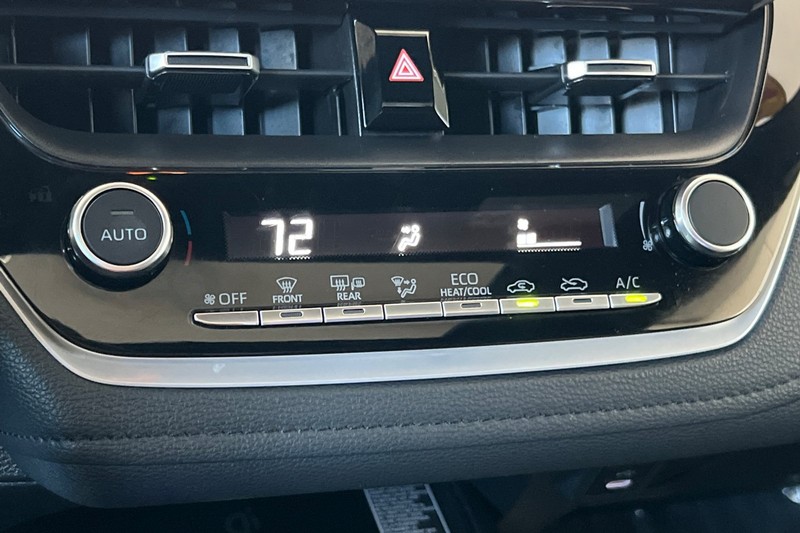 72
AUTO
OFF
FRONT
REAR
ECO
HEAT/COOL
A/C